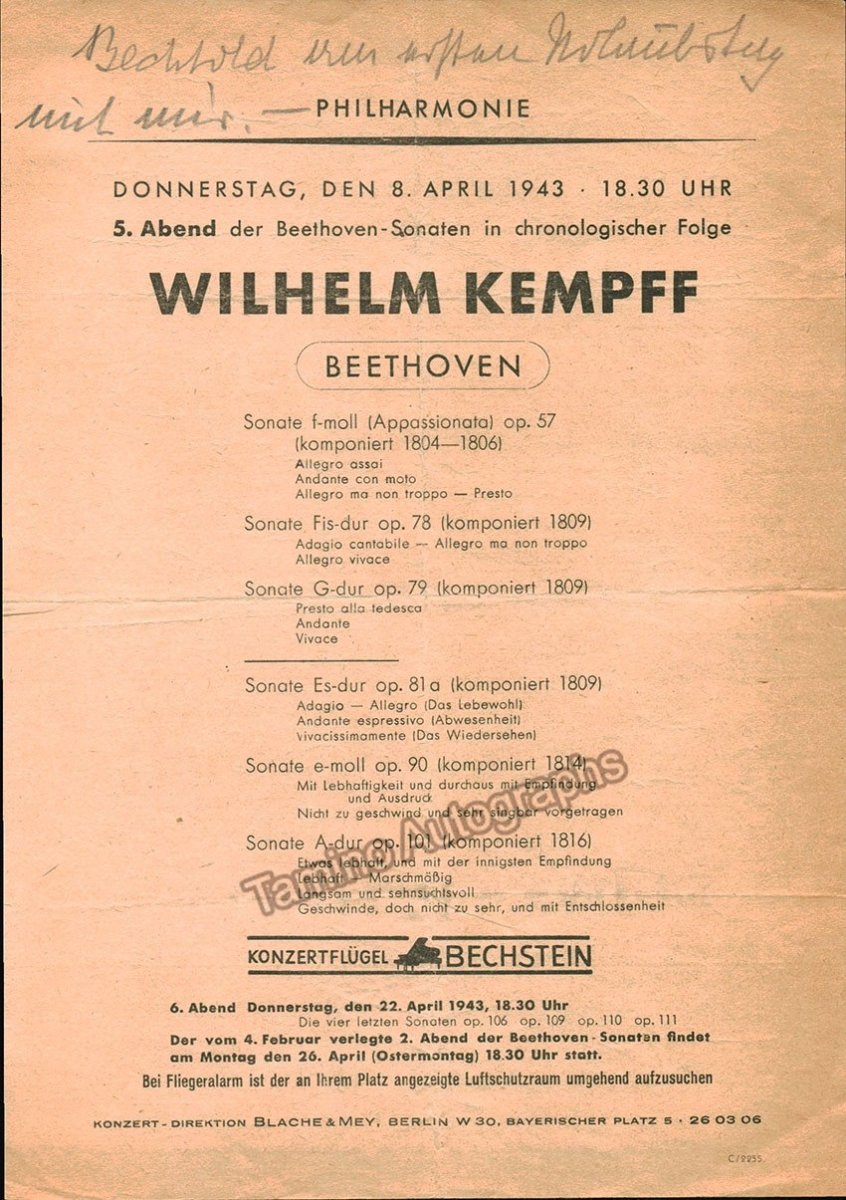 Bechtold am ersten Urlaubstag
mit mir. —
PHILHARMONIE
DONNERSTAG, DEN 8. APRIL 1943 · 18.30 UHR
5. Abend der Beethoven-Sonaten in chronologischer Folge
WILHELM KEMPFF
BEETHOVEN
Sonate f-moll (Appassionata) op. 57
(komponiert 1804—1806)
Allegro assai
Andante con moto
Allegro ma non troppo — Presto
Sonate Fis-dur op. 78 (komponiert 1809)
Adagio cantabile — Allegro ma non troppo
Allegro vivace
Sonate G-dur op. 79 (komponiert 1809)
Presto alla tedesca
Andante
Vivace
Sonate Es-dur op. 81a (komponiert 1809)
Adagio — Allegro (Das Lebewohl)
Andante espressivo (Abwesenheit)
Vivacissimamente (Das Wiedersehen)
Sonate e-moll op. 90 (komponiert 1814)
Mit Lebhaftigkeit und durchaus mit Empfindung
und Ausdruck
Nicht zu geschwind und sehr singbar vorgetragen
Sonate A-dur op. 101 (komponiert 1816)
Etwas lebhaft, und mit der innigsten Empfindung
Lebhaft — Marschmäßig
Langsam und sehnsuchtsvoll
Geschwinde, doch nicht zu sehr, und mit Entschlossenheit
Tamino Autographs
KONZERTFLÜGEL BECHSTEIN
6. Abend Donnerstag, den 22. April 1943, 18.30 Uhr
Die vier letzten Sonaten op. 106 op. 109 op. 110 op. 111
Der vom 4. Februar verlegte 2. Abend der Beethoven-Sonaten findet
am Montag den 26. April (Ostermontag) 18.30 Uhr statt.
Bei Fliegeralarm ist der an Ihrem Platz angezeigte Luftschutzraum umgehend aufzusuchen
KONZERT-DIREKTION BLACHE & MEY, BERLIN W 30, BAYERISCHER PLATZ 5 · 26 03 06
C/2255.